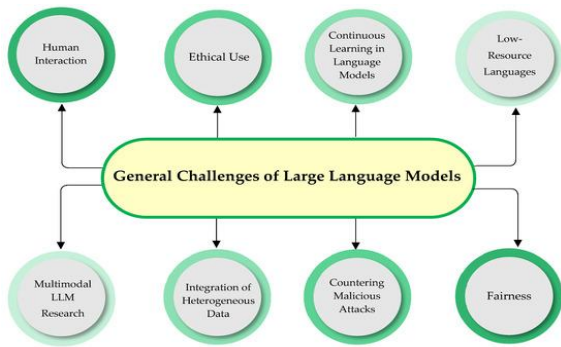 Human
Interaction
Ethical Use
Continuous
Learning in
Language
Models
Low-
Resource
Languages
General Challenges of Large Language Models
Multimodal
LLM
Research
Integration of
Heterogeneous
Data
Countering
Malicious
Attacks
Fairness